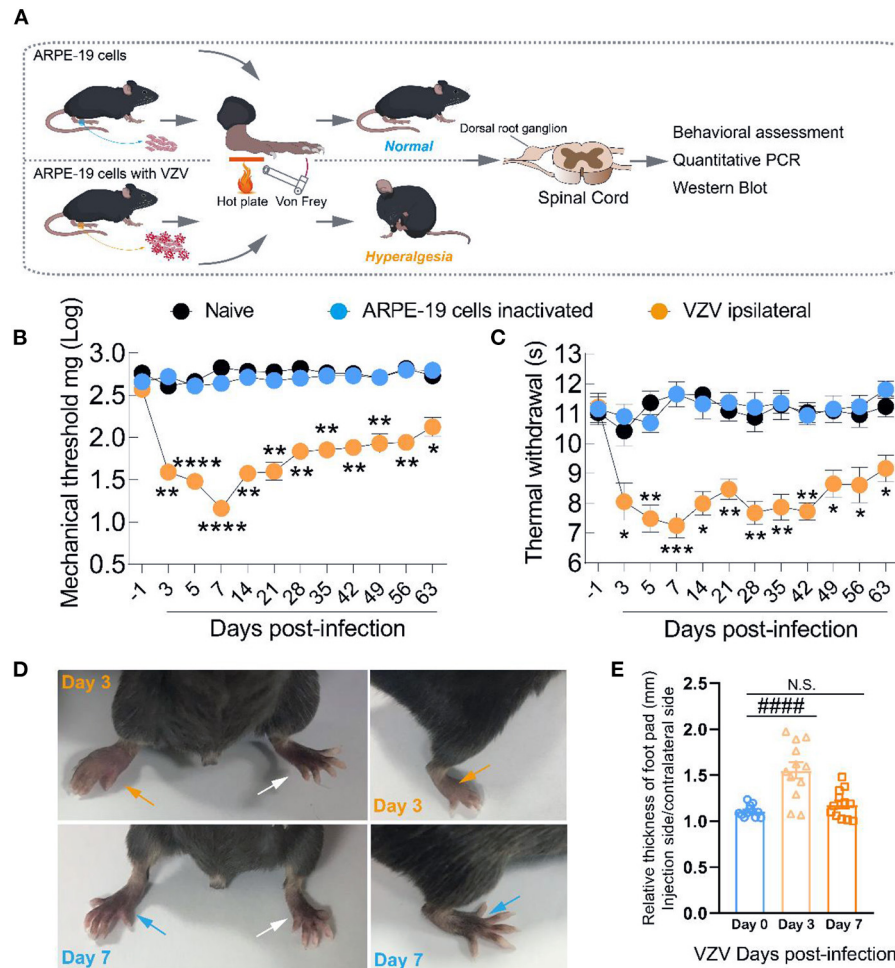 A
ARPE-19 cells
Normal
ARPE-19 cells with VZV
Hot plate
Von Frey
Hyperalgesia
Dorsal root ganglion
Spinal Cord
Behavioral assessment
Quantitative PCR
Western Blot
Naive
ARPE-19 cells inactivated
VZV ipsilateral
B
Mechanical threshold mg (Log)
3.0
2.5
2.0
1.5
1.0
0.5
** **** **** ** ** ** ** ** ** ** *
-1 3 5 7 14 21 28 35 42 49 56 63
Days post-infection
C
Thermal withdrawal (s)
13
12
11
10
9
8
7
6
* ** *** * ** ** ** ** * * *
-1 3 5 7 14 21 28 35 42 49 56 63
Days post-infection
D
Day 3
Day 3
Day 7
Day 7
E
Relative thickness of foot pad (mm)
Injection side/contralateral side
2.5
2.0
1.5
1.0
0.5
0.0
N.S.
####
Day 0 Day 3 Day 7
VZV Days post-infection